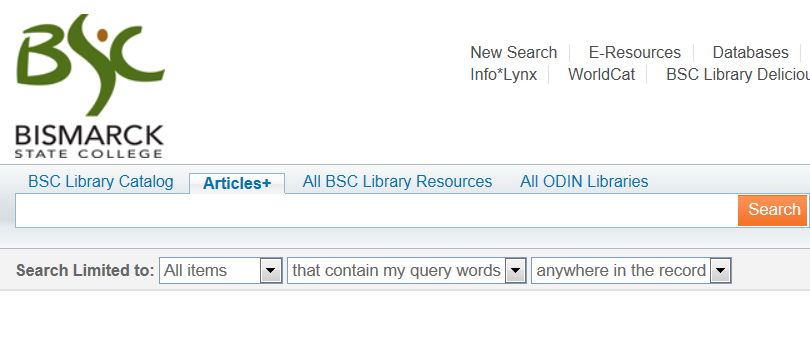 BSC
BISMARCK
STATE COLLEGE
New Search E-Resources Databases
Info*Lynx WorldCat BSC Library Deliciou
BSC Library Catalog Articles+ All BSC Library Resources All ODIN Libraries
Search
Search Limited to: All items that contain my query words anywhere in the record